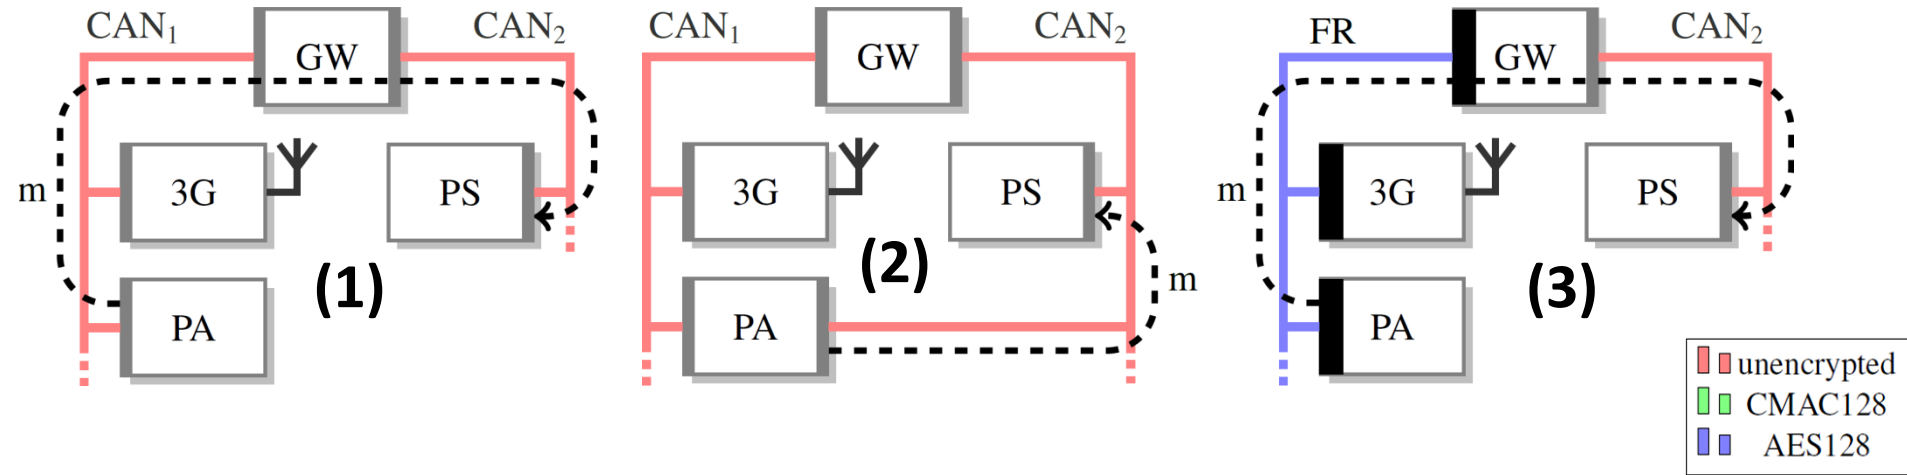 CAN₁
GW
CAN₂
m
3G
PS
PA
(1)
CAN₁
GW
CAN₂
3G
PS
(2)
m
PA
FR
GW
CAN₂
m
3G
PS
PA
(3)
unencrypted
CMAC128
AES128